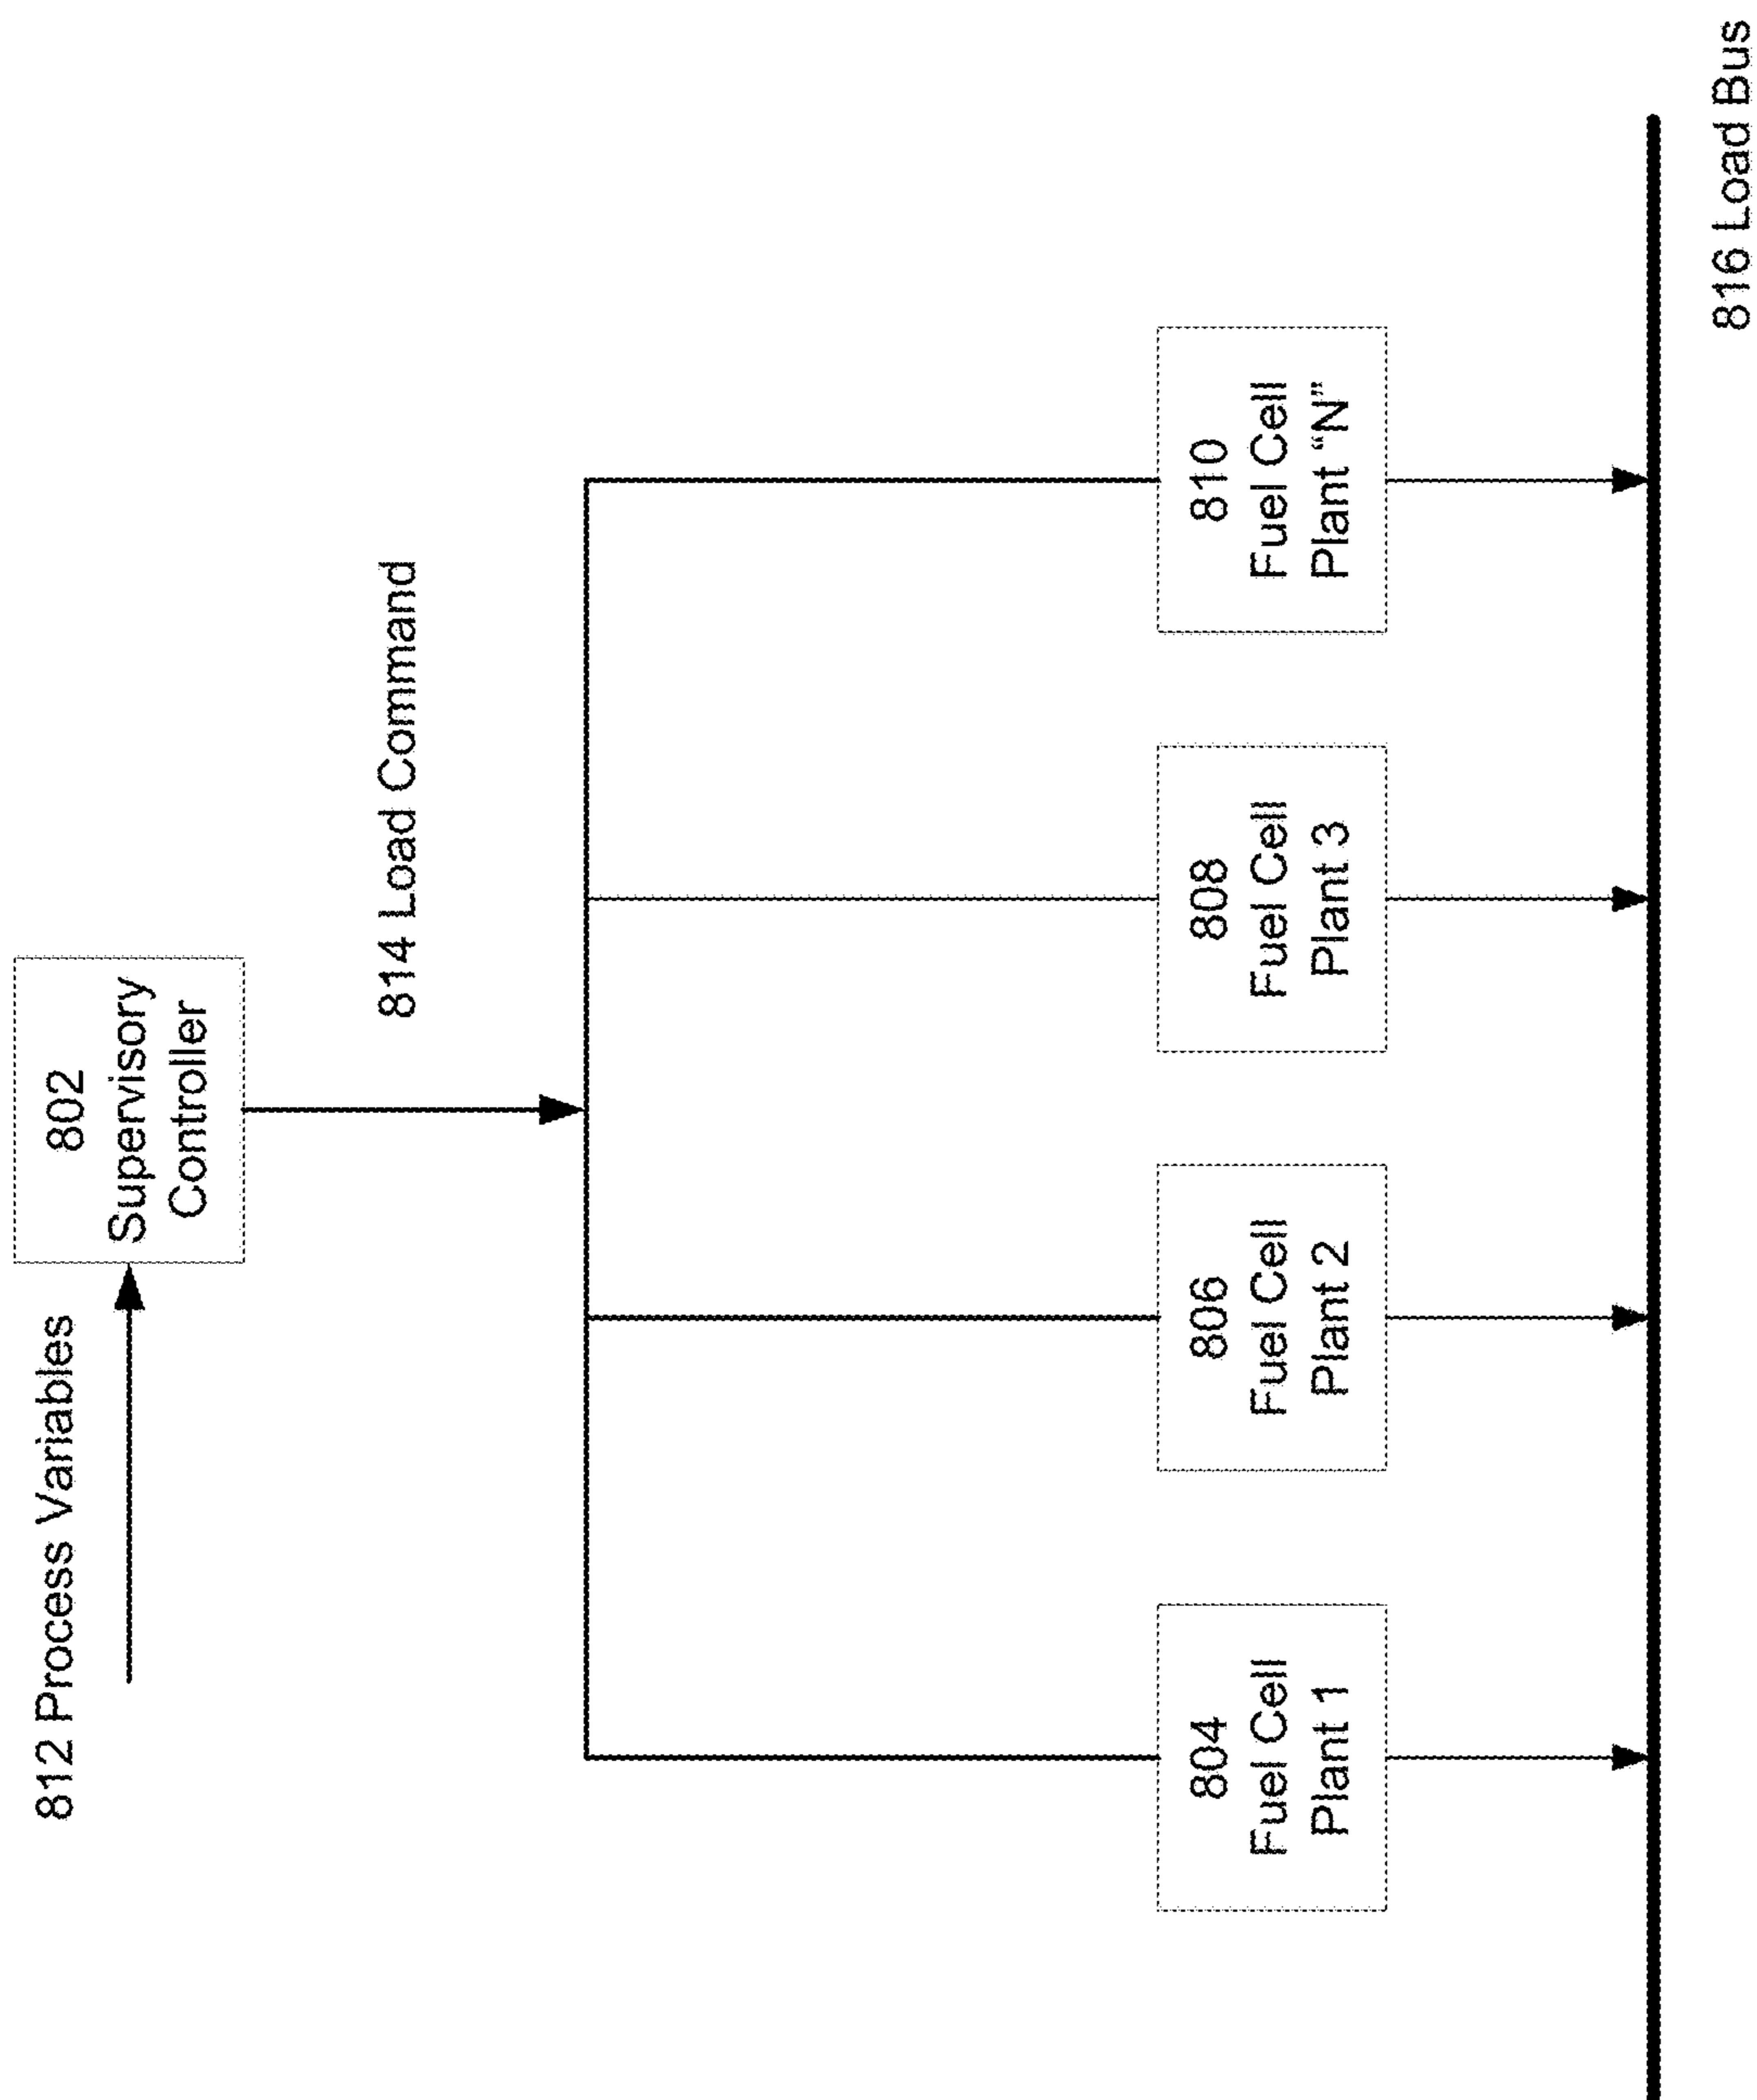 812 Process Variables
802
Supervisory
Controller
814 Load Command
804
Fuel Cell
Plant 1
806
Fuel Cell
Plant 2
808
Fuel Cell
Plant 3
810
Fuel Cell
Plant “N”
816 Load Bus